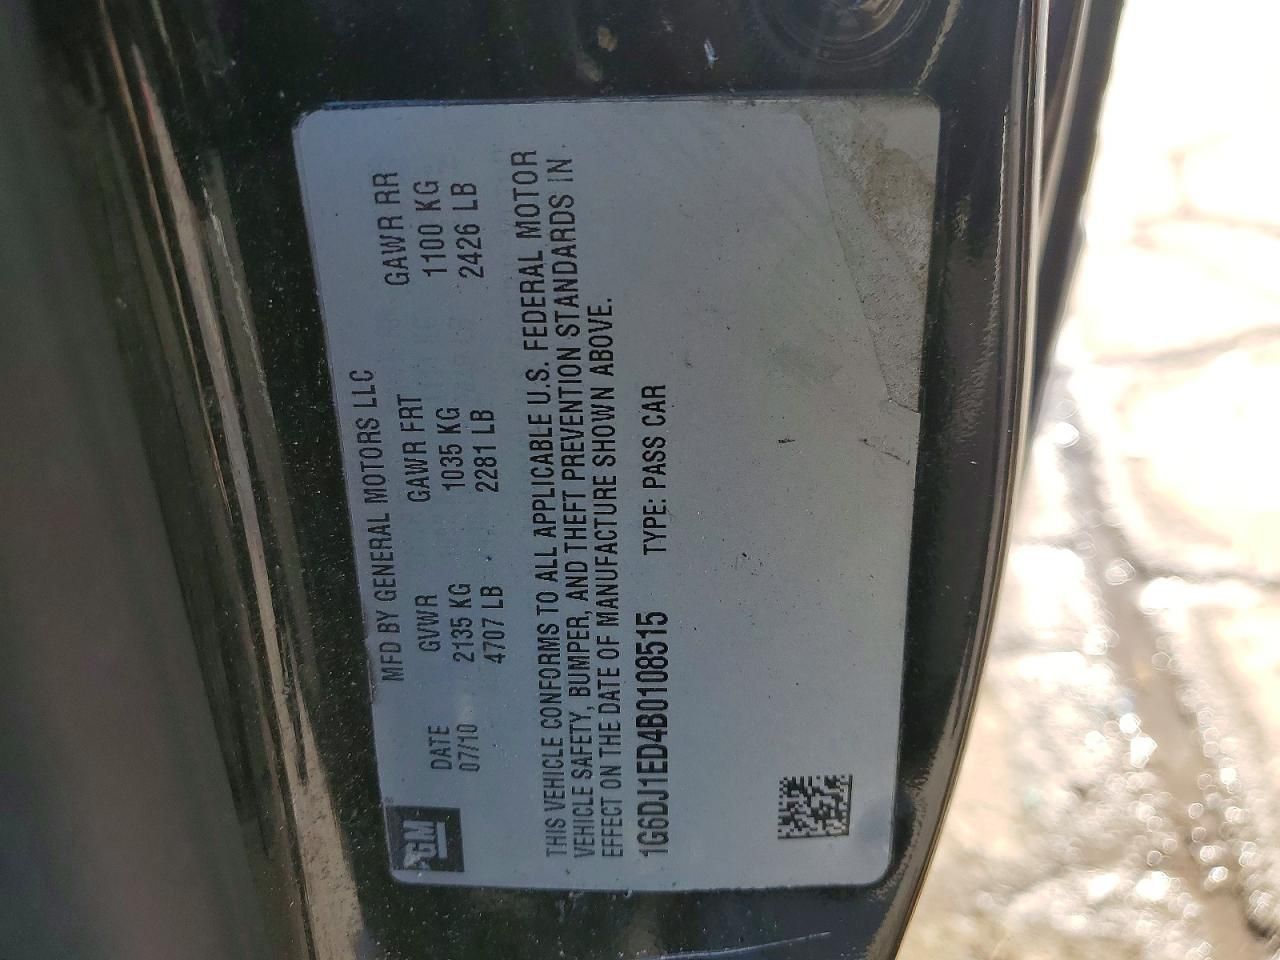 MFD BY GENERAL MOTORS LLC
DATE GVWR GAWR FRT GAWR RR
07/10 2135 KG 1035 KG 1100 KG
4707 LB 2281 LB 2426 LB
GM
THIS VEHICLE CONFORMS TO ALL APPLICABLE U.S. FEDERAL MOTOR
VEHICLE SAFETY, BUMPER, AND THEFT PREVENTION STANDARDS IN
EFFECT ON THE DATE OF MANUFACTURE SHOWN ABOVE.
1G6DJ1ED4B0108515 TYPE: PASS CAR